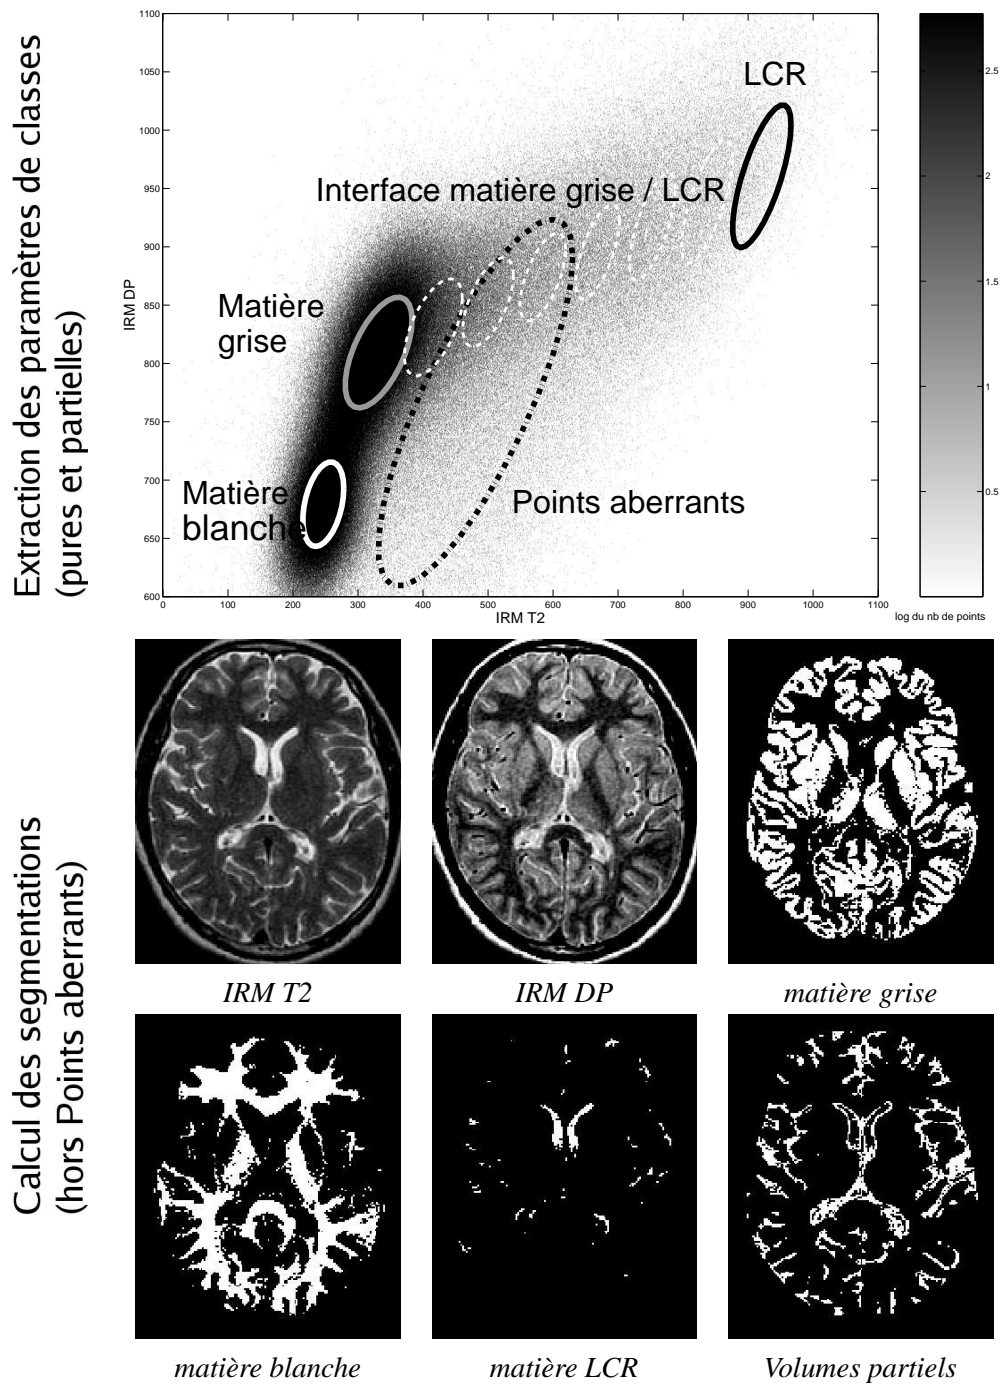 Extraction des paramètres de classes
(pures et partielles)
1100
1050
1000
950
900
850
800
750
700
650
600
IRM DP
0
100
200
300
400
500
600
700
800
900
1000
1100
IRM T2
LCR
Interface matière grise / LCR
Matière
grise
Matière
blanche
Points aberrants
2.5
2
1.5
1
0.5
log du nb de points
Calcul des segmentations
(hors Points aberrants)
IRM T2
IRM DP
matière grise
matière blanche
matière LCR
Volumes partiels